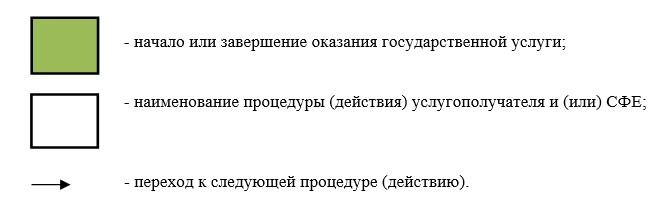 - начало или завершение оказания государственной услуги;
- наименование процедуры (действия) услугополучателя и (или) СФЕ;
- переход к следующей процедуре (действию).